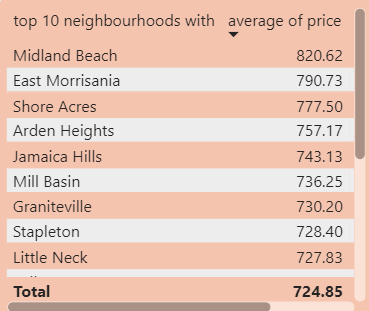 top 10 neighbourhoods with average of price
Midland Beach 820.62
East Morrisania 790.73
Shore Acres 777.50
Arden Heights 757.17
Jamaica Hills 743.13
Mill Basin 736.25
Graniteville 730.20
Stapleton 728.40
Little Neck 727.83
Total 724.85